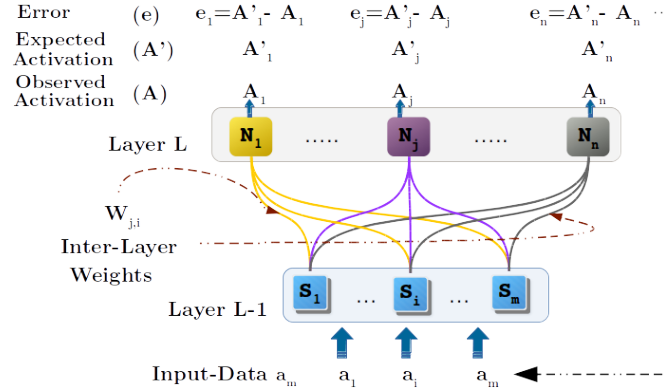 Error (e) e₁=A'₁- A₁ eⱼ=A'ⱼ- Aⱼ eₙ=A'ₙ- Aₙ ..
Expected
Activation (A') A'₁ A'ⱼ A'ₙ
Observed
Activation (A) A₁ Aⱼ Aₙ
N₁ ..... Nⱼ ..... Nₙ
Layer L
Wⱼ,ᵢ
Inter-Layer
Weights
S₁ ... Sᵢ ... Sₘ
Layer L-1
Input-Data aₘ a₁ aᵢ aₘ